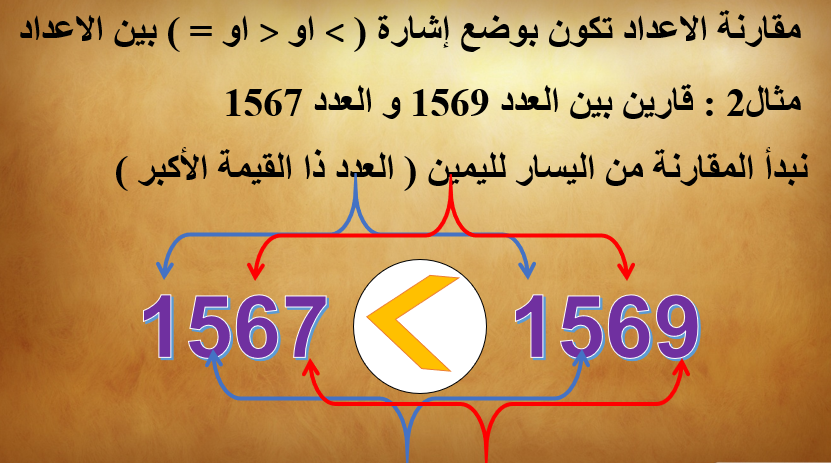 مقارنة الاعداد تكون بوضع إشارة ( > او < او = ) بين الاعداد
مثال2 : قارين بين العدد 1569 و العدد 1567
نبدأ المقارنة من اليسار لليمين ( العدد ذا القيمة الأكبر )
1567 < 1569